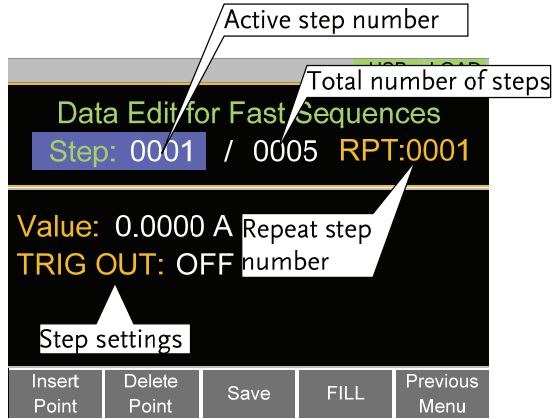 Active step number
Total number of steps
Data Edit for Fast Sequences
Step: 0001 / 0005 RPT:0001
Value: 0.0000 A
Repeat step number
TRIG OUT: OFF
Step settings
Insert Point
Delete Point
Save
FILL
Previous Menu